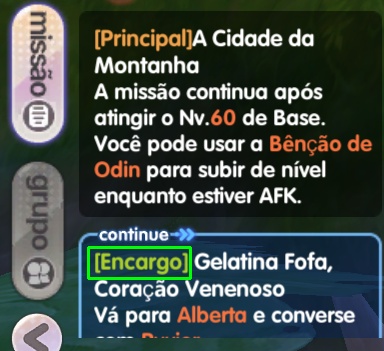 missão
grupo
[Principal]A Cidade da
Montanha
A missão continua após
atingir o Nv.60 de Base.
Você pode usar a Bênção de
Odin para subir de nível
enquanto estiver AFK.
continue
[Encargo] Gelatina Fofa,
Coração Venenoso
Vá para Alberta e converse